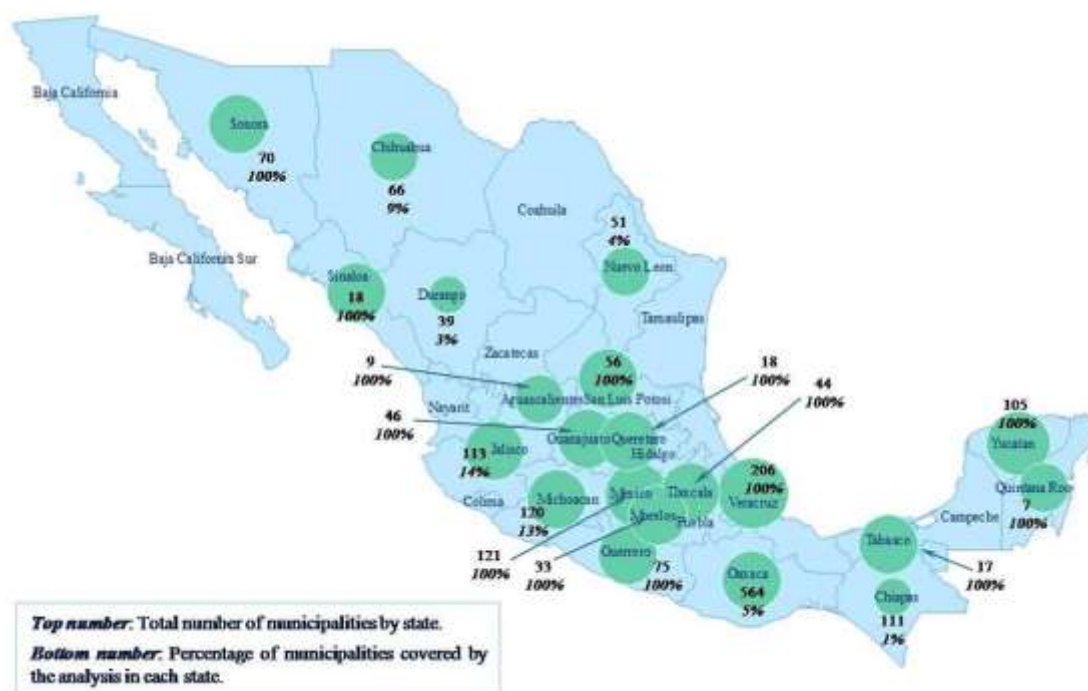 Baja California
Sonora
70
100%
Chihuahua
66
9%
Coahuila
51
4%
Nuevo Leon
Baja California Sur
Sinaloa
18
100%
Durango
39
3%
Tamaulipas
Zacatecas
9
100%
56
100%
18
100%
44
100%
Aguascalientes
San Luis Potosi
Nayarit
46
100%
Guanajuato
Queretaro
Hidalgo
105
100%
Yucatan
113
14%
Jalisco
206
100%
Veracruz
Quintana Roo
7
100%
Colima
Michoacan
120
13%
Mexico
Tlaxcala
Morelos
Puebla
Campeche
Tabasco
17
100%
121
100%
33
100%
Guerrero
75
100%
Oaxaca
564
5%
Chiapas
111
1%
Top number: Total number of municipalities by state.
Bottom number: Percentage of municipalities covered by
the analysis in each state.